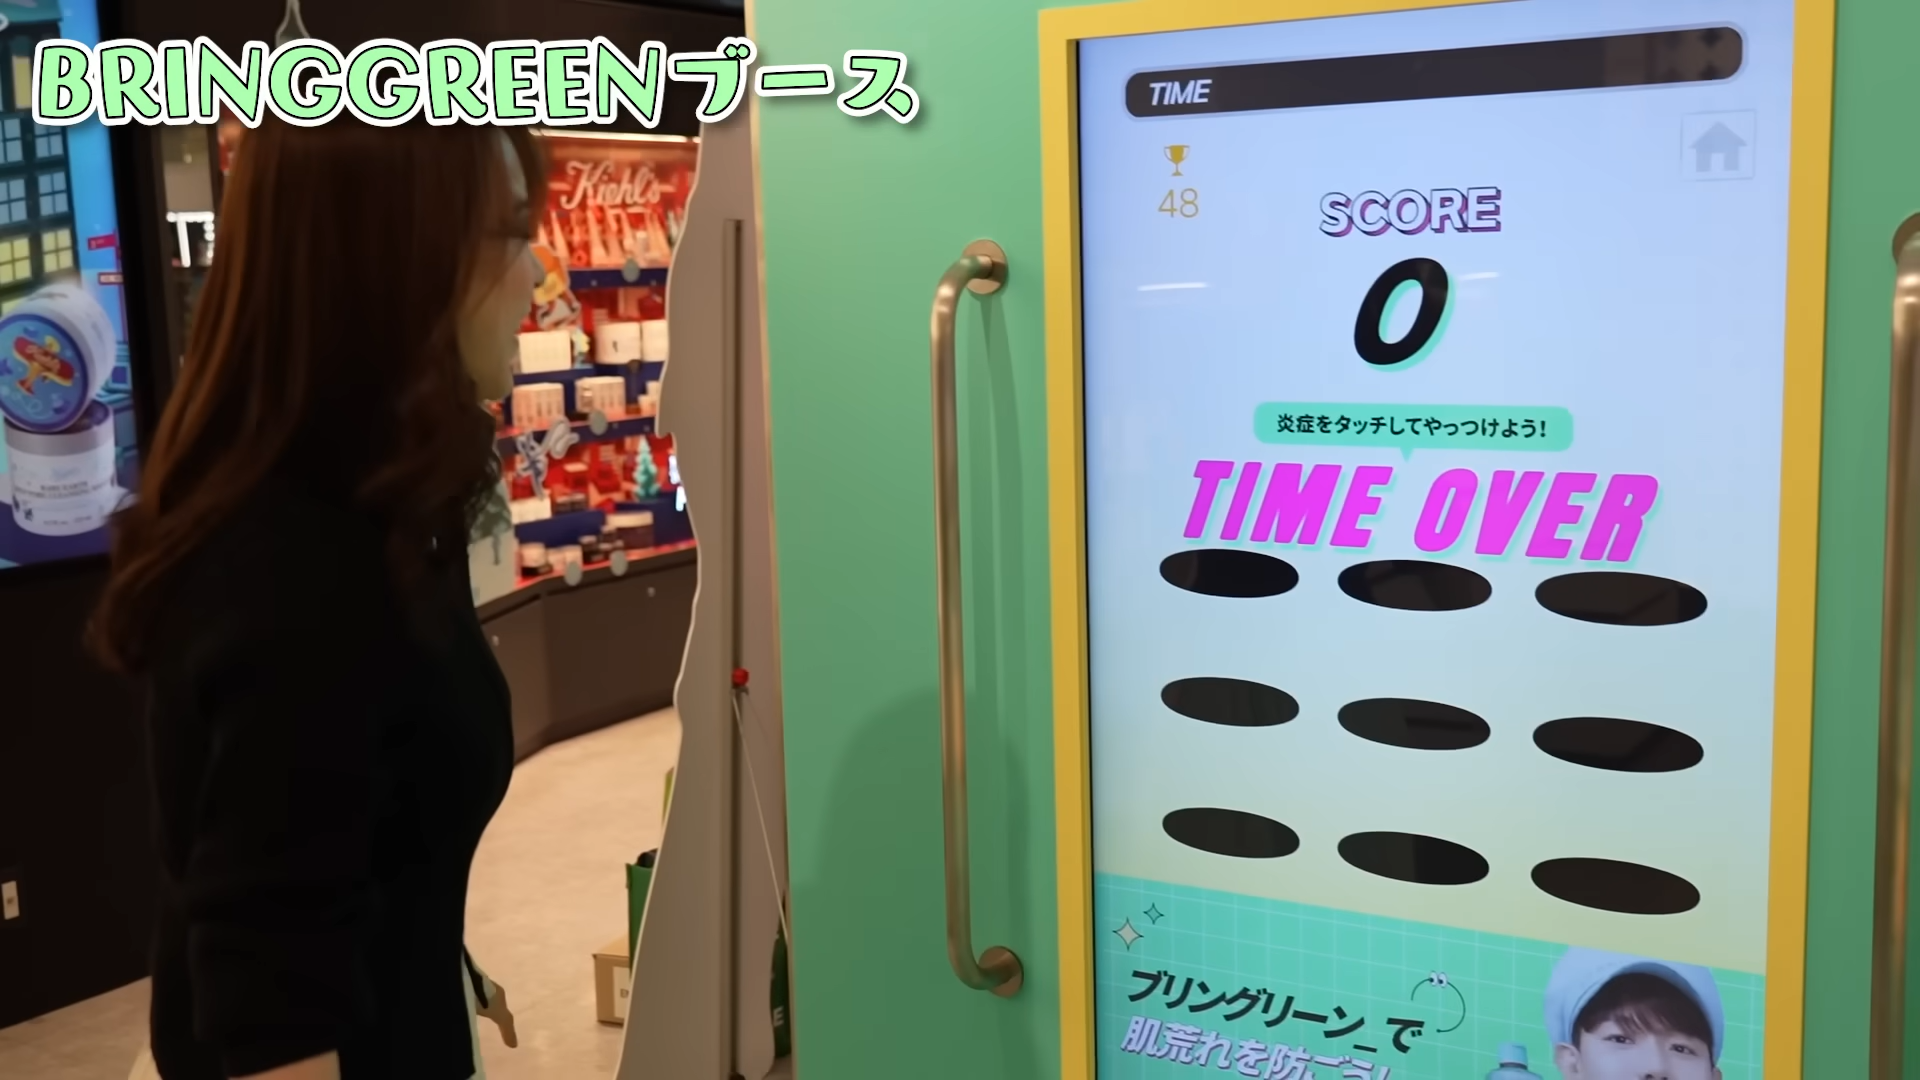 BRINGGREENブース
Kiehl's
TIME
48
SCORE
0
炎症をタッチしてやっつけよう!
TIME OVER
ブリングリーン_で
肌荒れを防ごう!